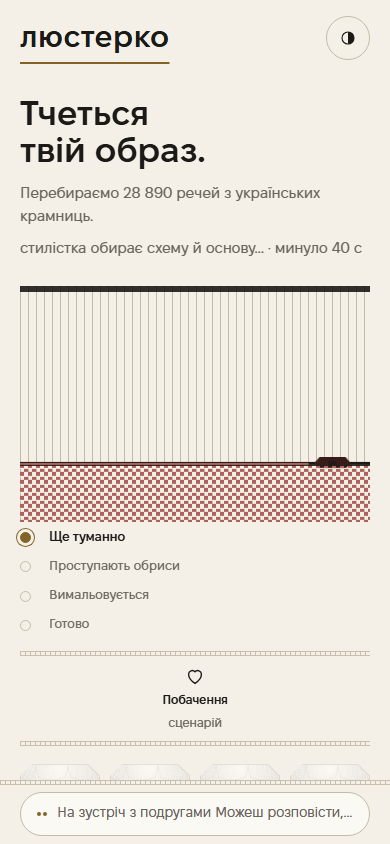 люстерко
Тчеться
твій образ.
Перебираємо 28 890 речей з українських
крамниць.
стилістка обирає схему й основу... · минуло 40 с
Ще туманно
Проступають обриси
Вимальовується
Готово
Побачення
сценарій
На зустріч з подругами Можеш розповісти,...